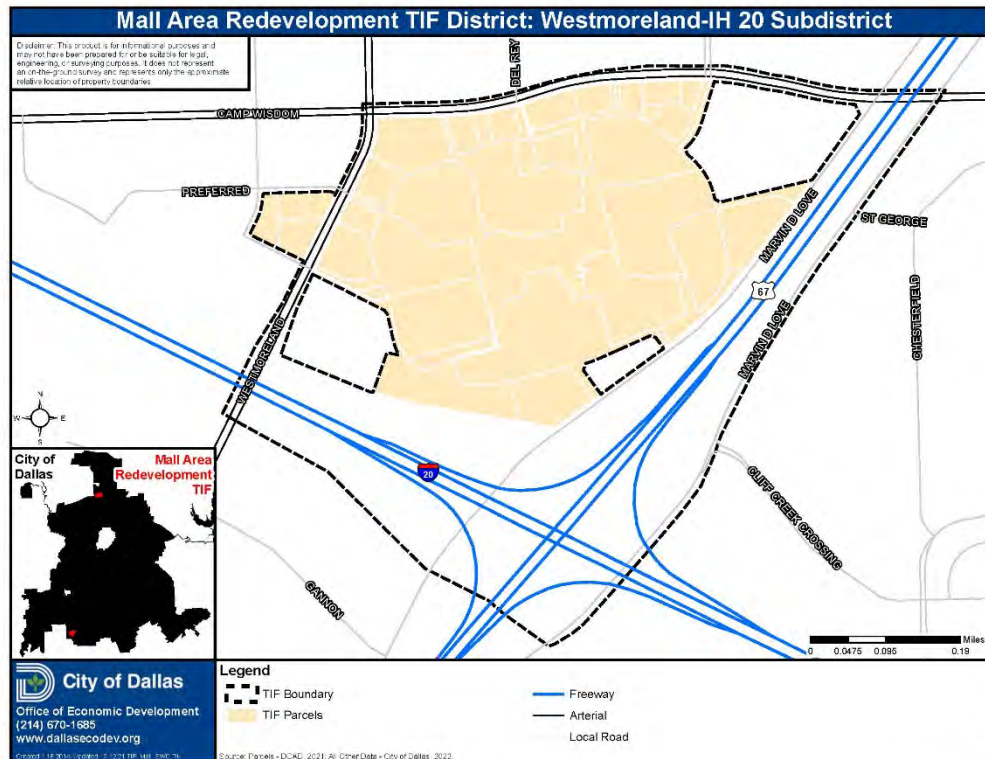 Mall Area Redevelopment TIF District: Westmoreland-IH 20 Subdistrict
Disclaimer: This product is for informational purposes and
may not have been prepared for or be suitable for legal,
engineering, or surveying purposes. It does not represent
an on-the-ground survey and represents only the approximate
relative location of property boundaries.
DEL REY
CAMP WISDOM
PREFERRED
MARVIN D LOVE
ST GEORGE
67
MARVIN D LOVE
CHESTERFIELD
WESTMORELAND
N
W
E
S
20
CLIFF CREEK CROSSING
GANNON
City of
Dallas
Mall Area
Redevelopment
TIF
Miles
0 0.0475 0.095 0.19
City of Dallas
Office of Economic Development
(214) 670-1685
www.dallasecodev.org
Legend
TIF Boundary
TIF Parcels
Freeway
Arterial
Local Road
Source: Parcels - DCAD, 2021; All Other Data - City of Dallas, 2022.